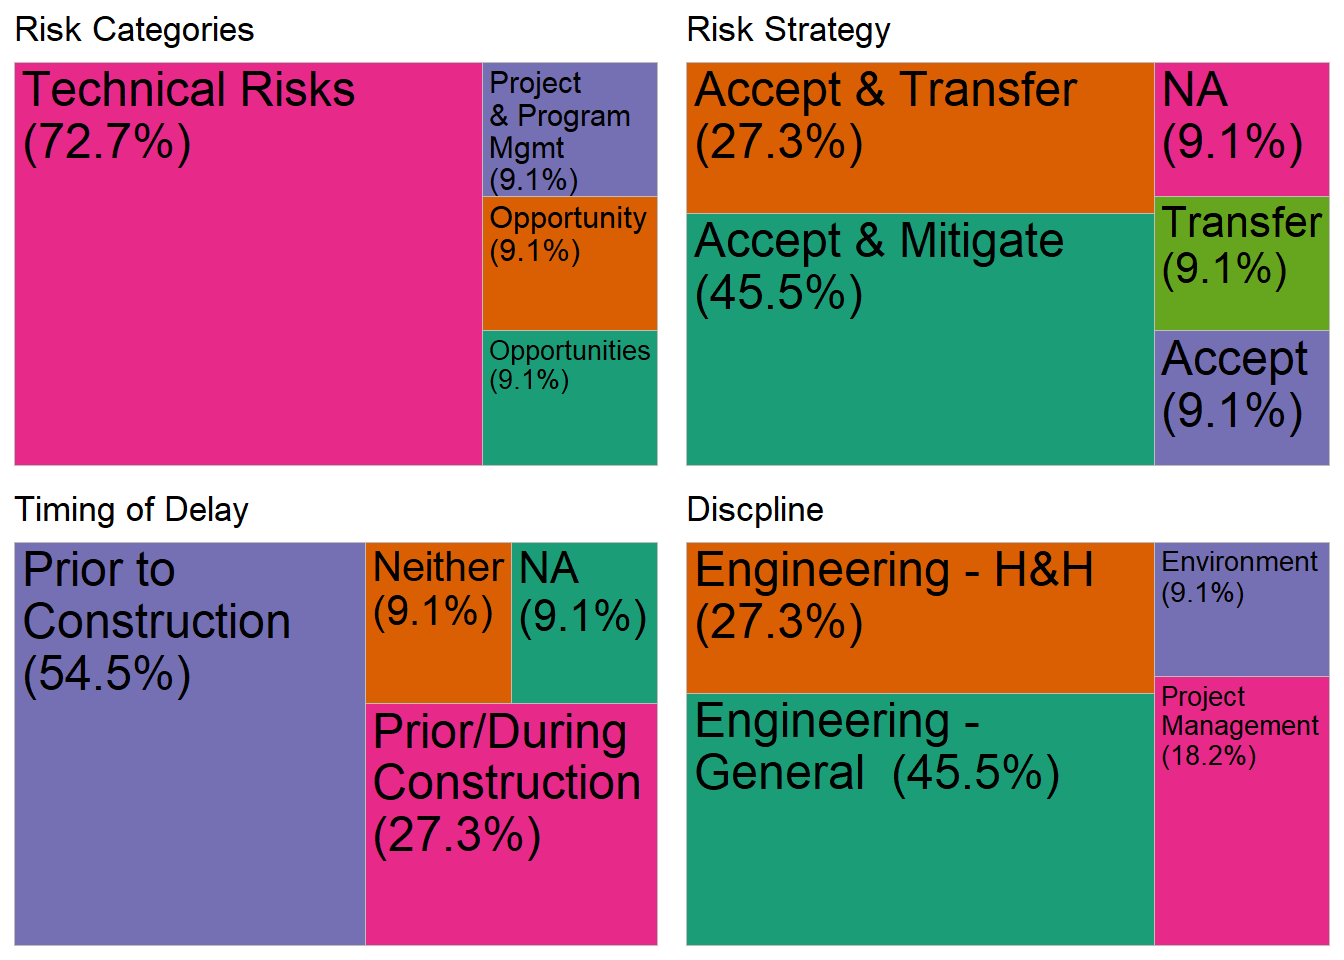 Risk Categories
Technical Risks
(72.7%)
Project
& Program
Mgmt
(9.1%)
Opportunity
(9.1%)
Opportunities
(9.1%)
Risk Strategy
Accept & Transfer
(27.3%)
Accept & Mitigate
(45.5%)
NA
(9.1%)
Transfer
(9.1%)
Accept
(9.1%)
Timing of Delay
Prior to
Construction
(54.5%)
Neither
(9.1%)
NA
(9.1%)
Prior/During
Construction
(27.3%)
Discpline
Engineering - H&H
(27.3%)
Engineering -
General  (45.5%)
Environment
(9.1%)
Project
Management
(18.2%)